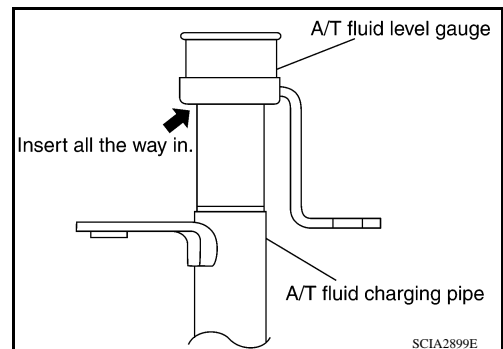 A/T fluid level gauge
Insert all the way in.
A/T fluid charging pipe
SCIA2899E